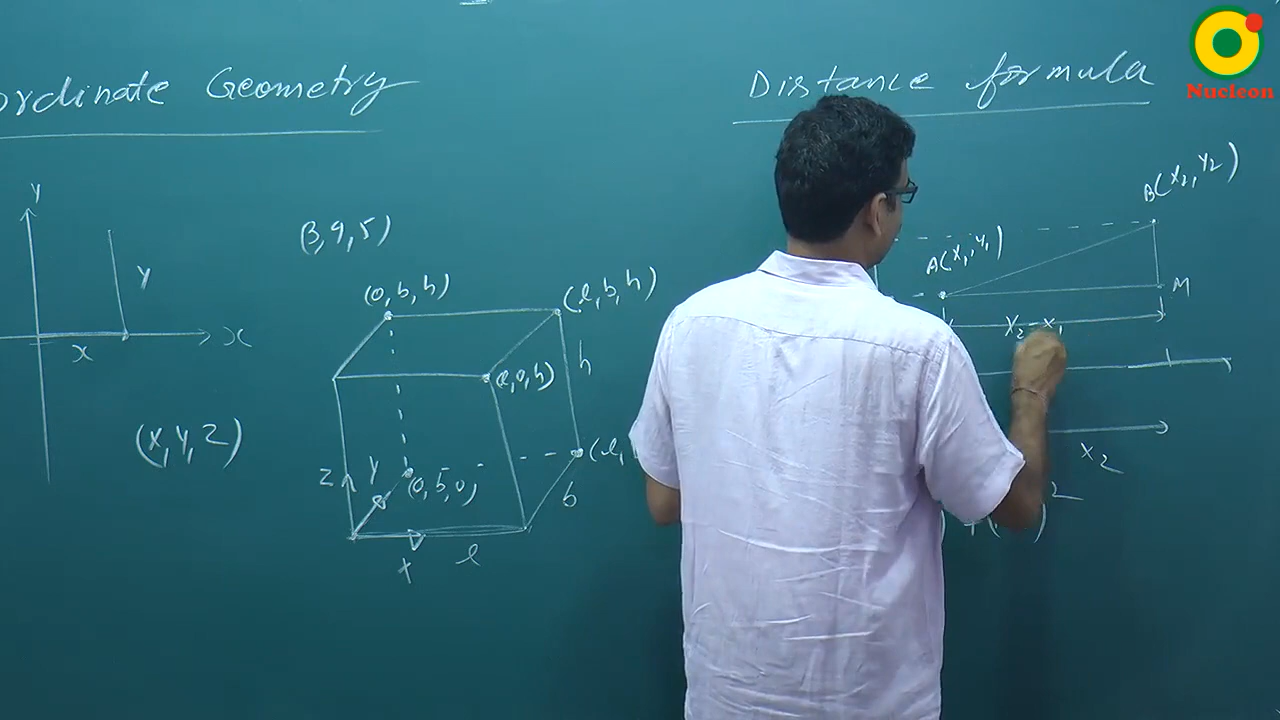 ordinate Geometry
Distance formula
Nucleon
y
y
x
x
(x, y, z)
(3, 9, 5)
(0, b, h)
(l, b, h)
(l, 0, h)
h
z
y
(0, b, 0)
b
x
l
A(x₁, y₁)
B(x₂, y₂)
M
x₂ - x₁
x₂
2